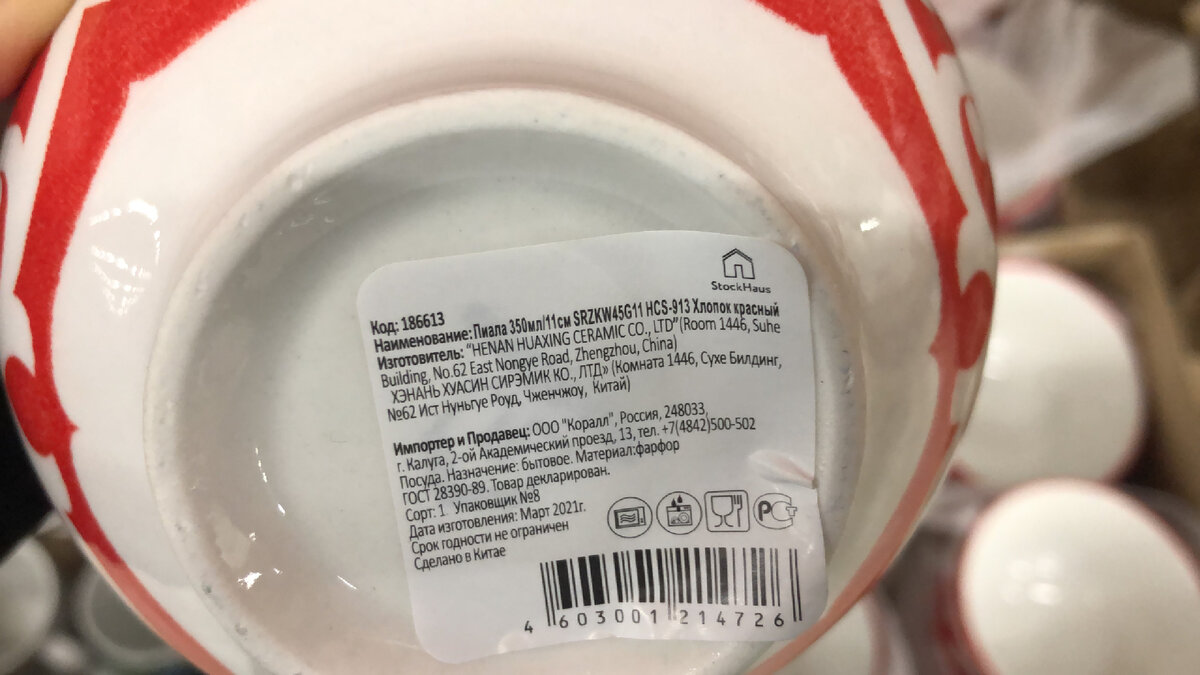 StockHaus
Код: 186613
Наименование: Пиала 350мл/11см SRZKW45G11 HCS-913 Хлопок красный
Изготовитель: "HENAN HUAXING CERAMIC CO., LTD" (Room 1446, Suhe
Building, No.62 East Nongye Road, Zhengzhou, China)
ХЭНАНЬ ХУАСИН СИРЭМИК КО., ЛТД» (Комната 1446, Сухе Билдинг,
№62 Ист Нуньгуе Роуд, Чженчжоу, Китай)
Импортер и Продавец: ООО "Коралл", Россия, 248033,
г. Калуга, 2-ой Академический проезд, 13, тел. +7(4842)500-502
Посуда. Назначение: бытовое. Материал:фарфор
ГОСТ 28390-89. Товар декларирован.
Сорт: 1 Упаковщик №8
Дата изготовления: Март 2021г.
Срок годности не ограничен
Сделано в Китае
РСТ
4 603001 214726